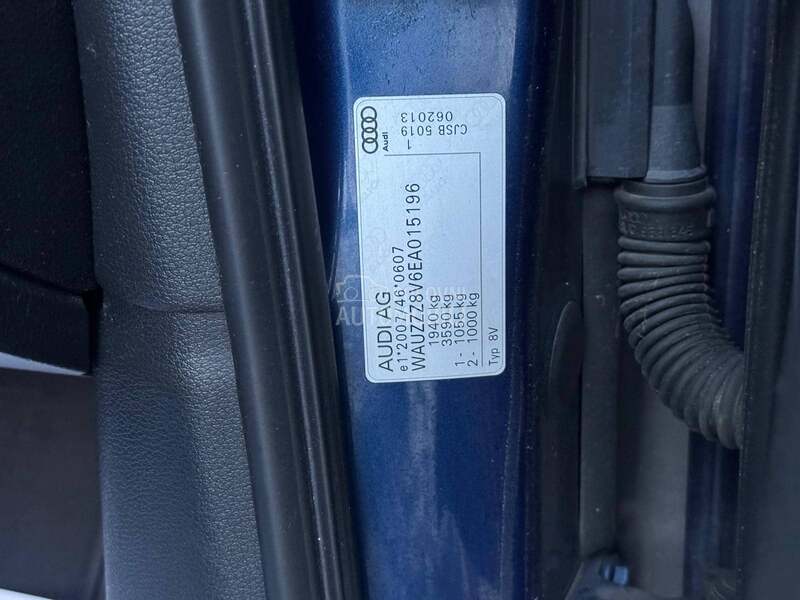 AUDI AG
e1*2007/46*0607
WAUZZZ8V6EA015196
1940 kg
3590 kg
1- 1055 kg
2- 1000 kg
Typ 8V
Audi
1
CJSB 5019
062013